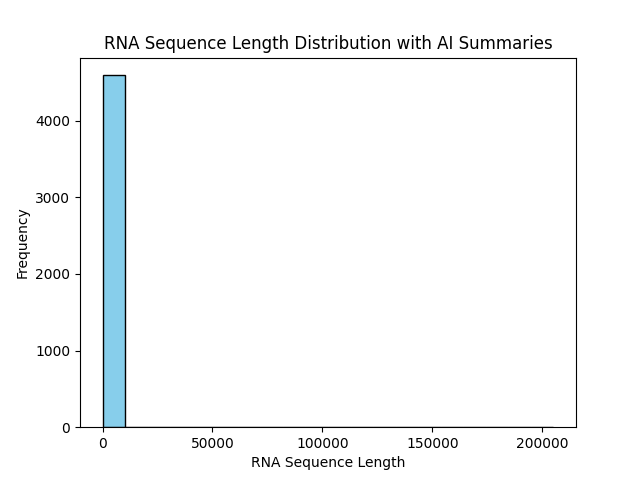 RNA Sequence Length Distribution with AI Summaries
Frequency
4000
3000
2000
1000
0
0 50000 100000 150000 200000
RNA Sequence Length